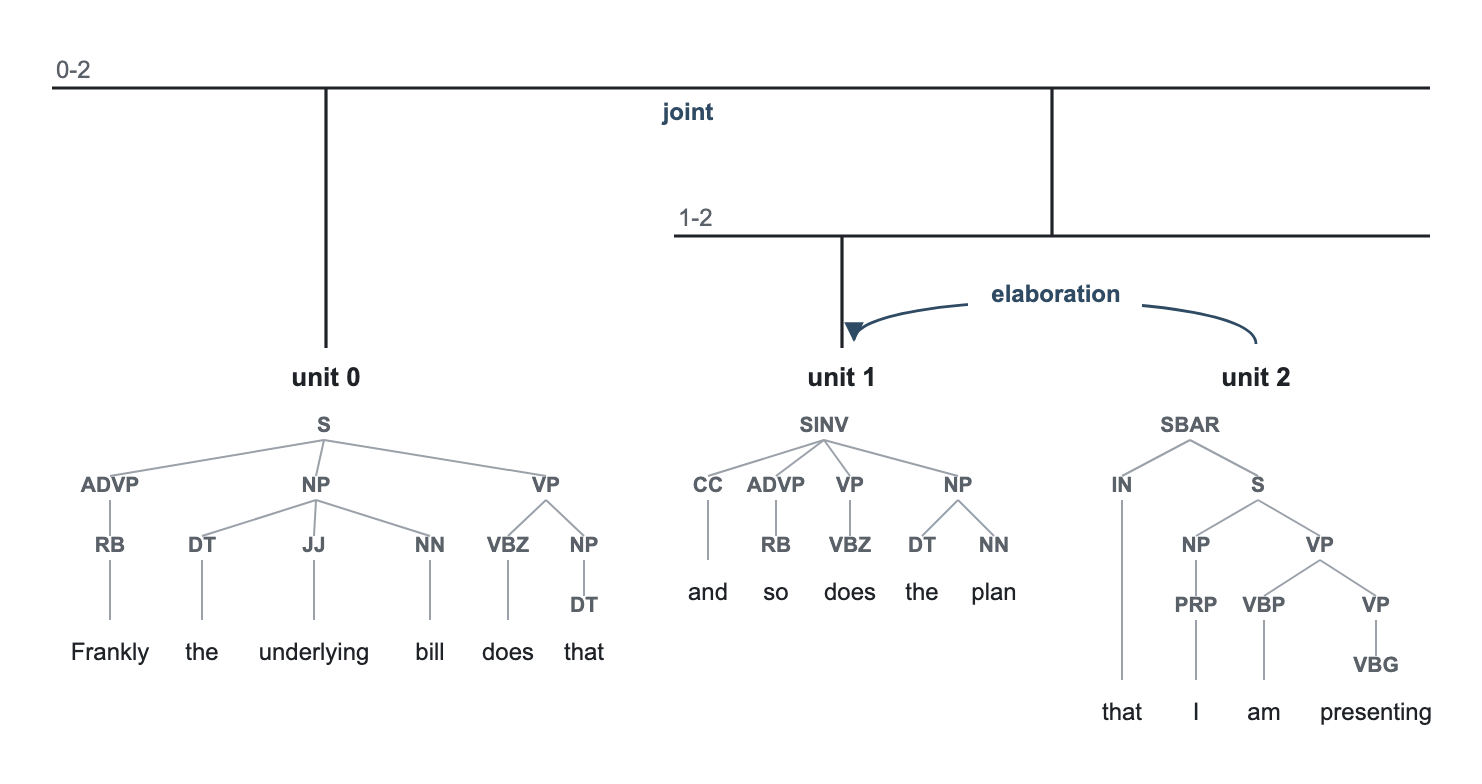 0-2
joint
1-2
elaboration
unit 0 unit 1 unit 2
S SINV SBAR
ADVP NP VP CC ADVP VP NP IN S
RB DT JJ NN VBZ NP RB VBZ DT NN NP VP
and so does the plan
DT PRP VBP VP
Frankly the underlying bill does that
VBG
that I am presenting